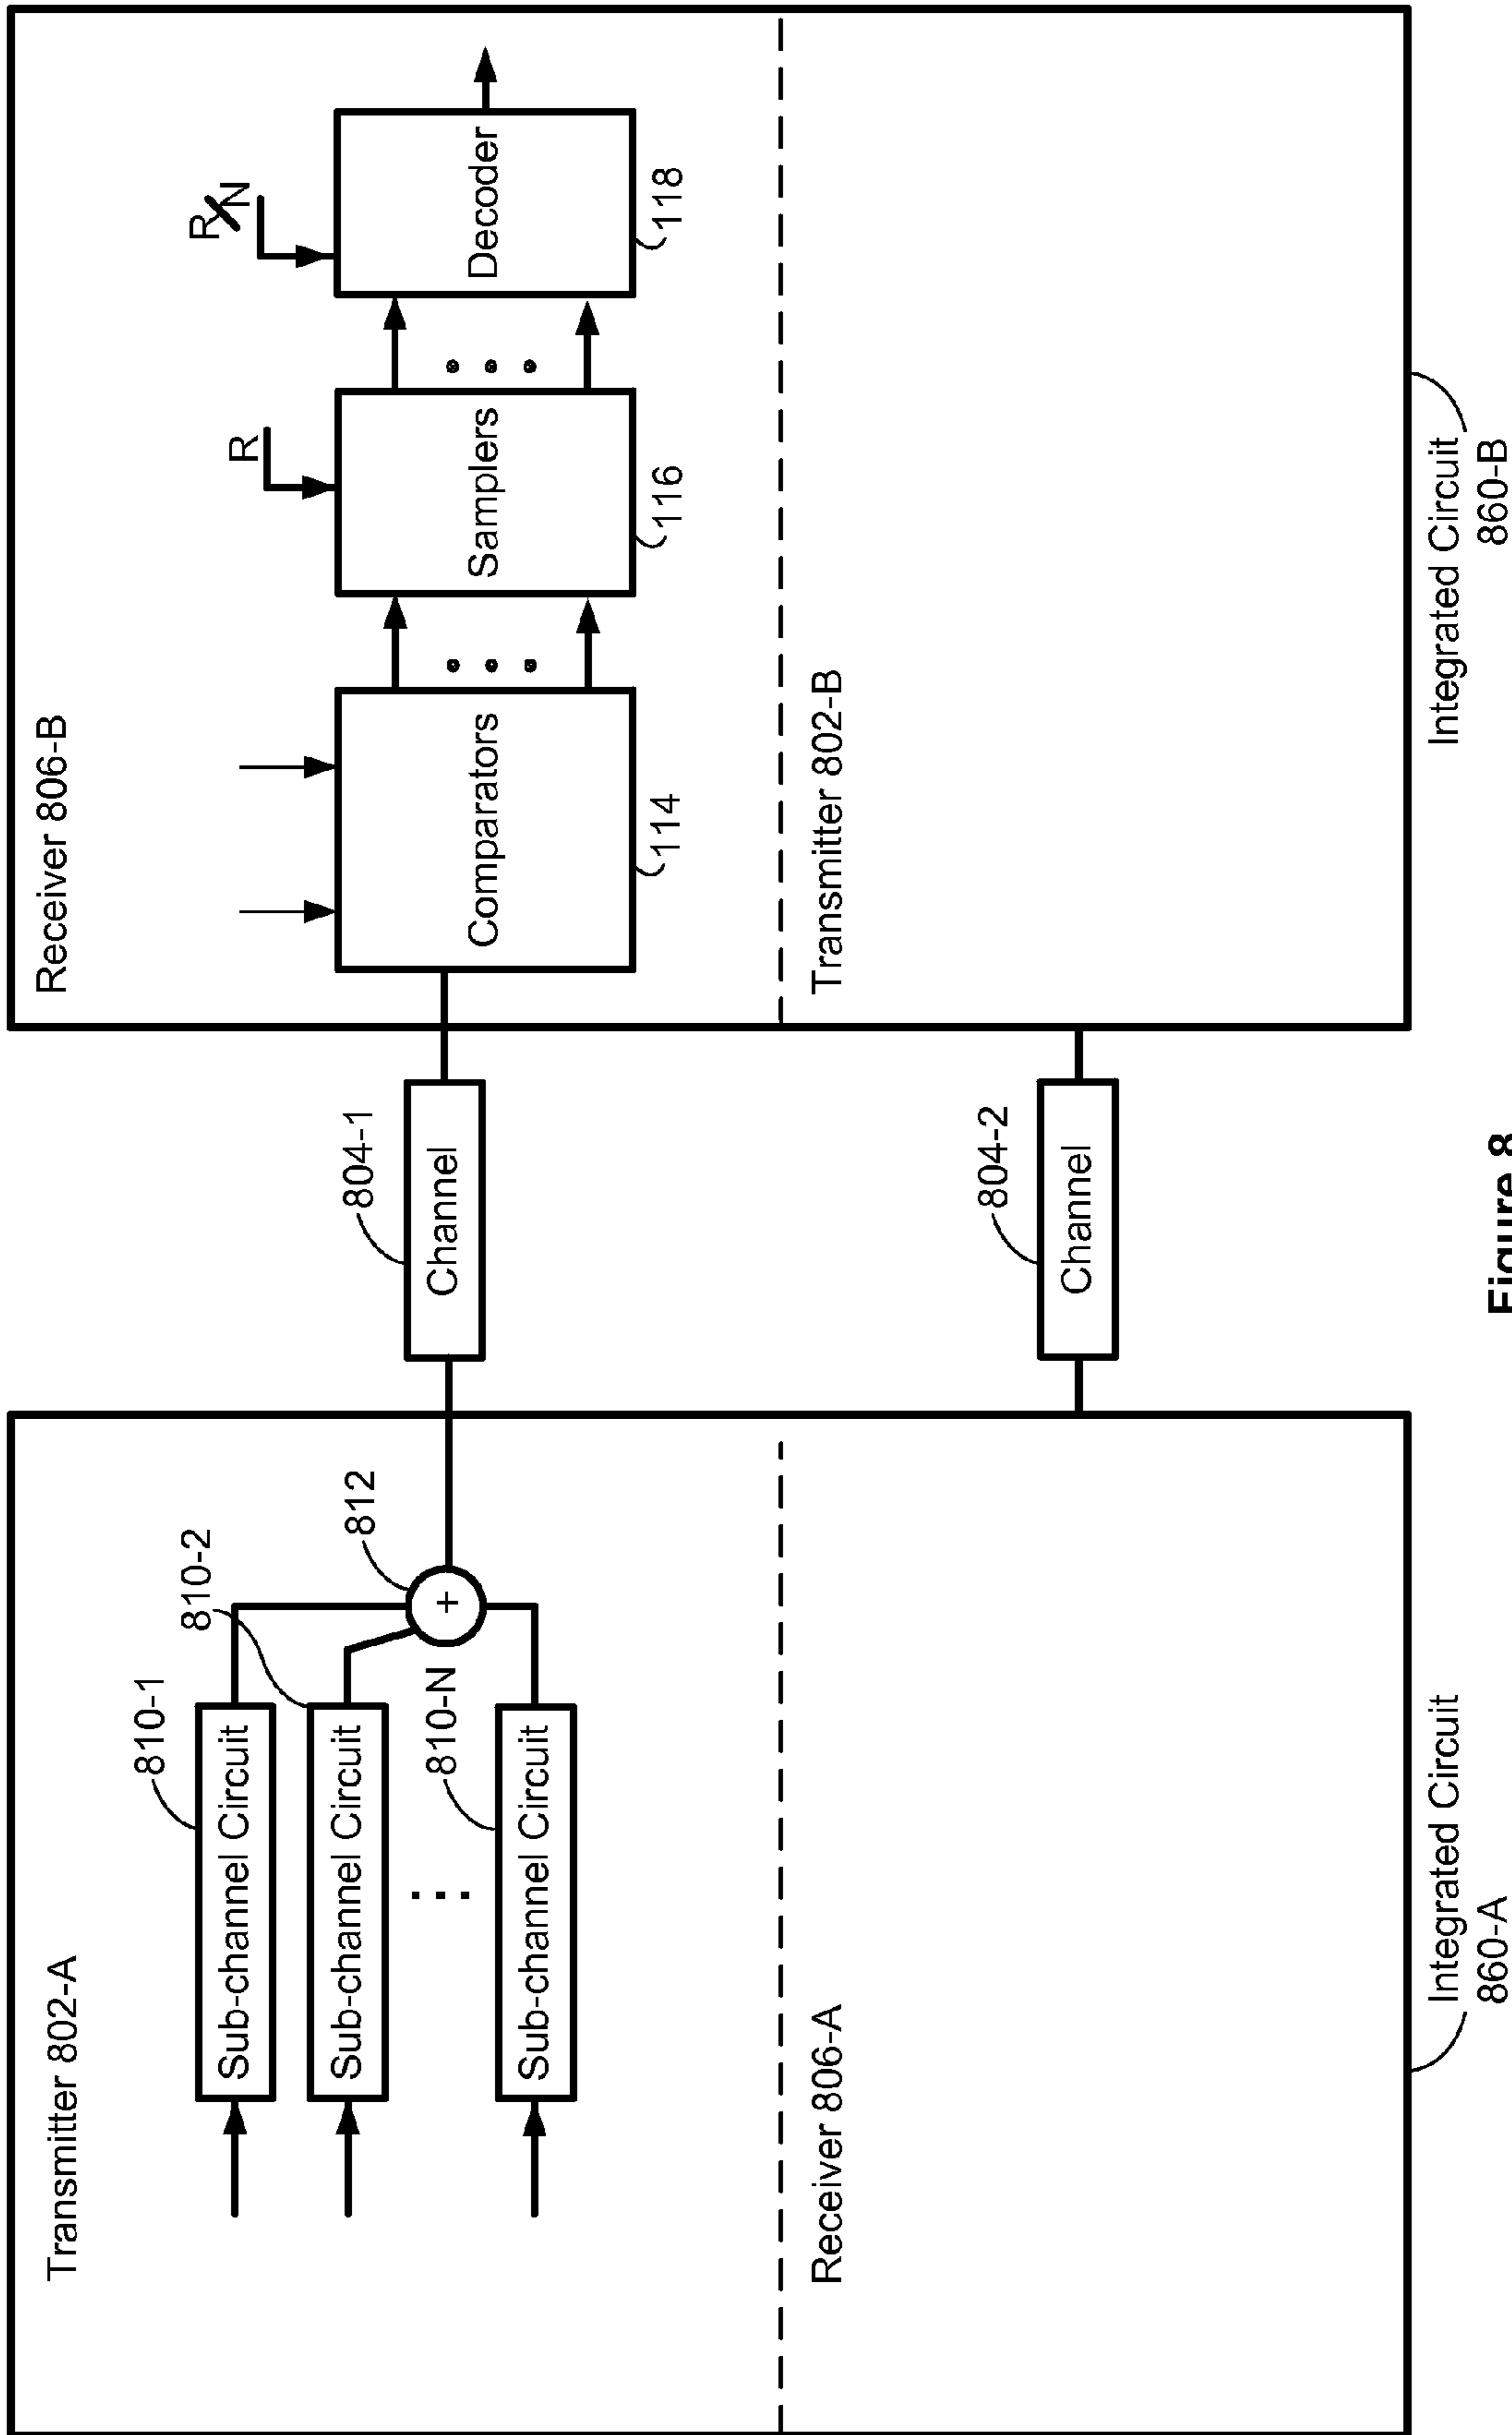 Transmitter 802-A
810-1
Sub-channel Circuit
810-2
Sub-channel Circuit
812
+
810-N
Sub-channel Circuit
Receiver 806-A
Integrated Circuit
860-A
804-1
Channel
804-2
Channel
Receiver 806-B
Comparators
114
R
Samplers
116
R/N
Decoder
118
Transmitter 802-B
Integrated Circuit
860-B
Figure 8